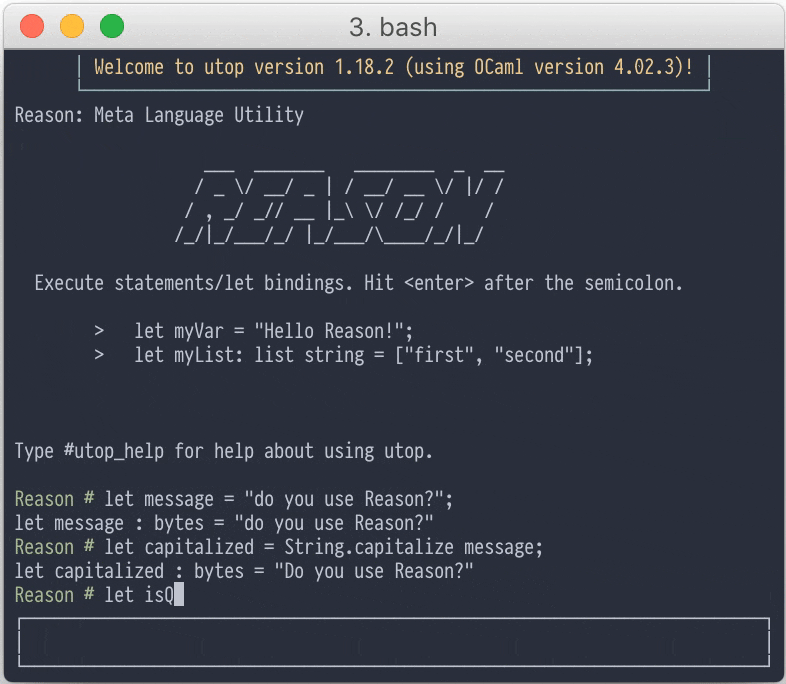 3. bash
Welcome to utop version 1.18.2 (using OCaml version 4.02.3)!
Reason: Meta Language Utility
REASON
Execute statements/let bindings. Hit <enter> after the semicolon.
> let myVar = "Hello Reason!";
> let myList: list string = ["first", "second"];
Type #utop_help for help about using utop.
Reason # let message = "do you use Reason?";
let message : bytes = "do you use Reason?"
Reason # let capitalized = String.capitalize message;
let capitalized : bytes = "Do you use Reason?"
Reason # let isQ